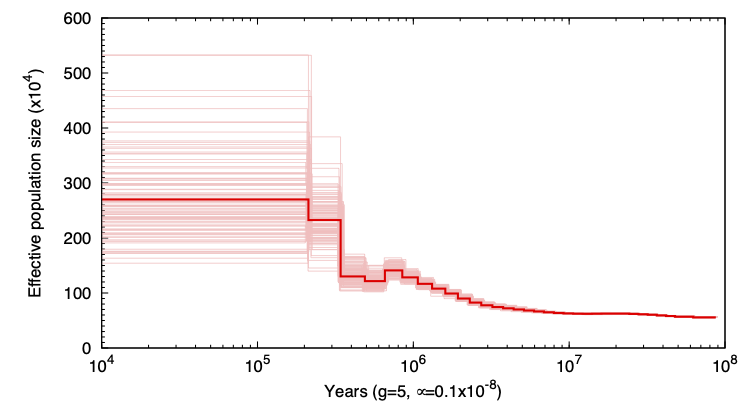 Effective population size (x10⁴)
600
500
400
300
200
100
0
10⁴ 10⁵ 10⁶ 10⁷ 10⁸
Years (g=5, ∝=0.1x10⁻⁸)